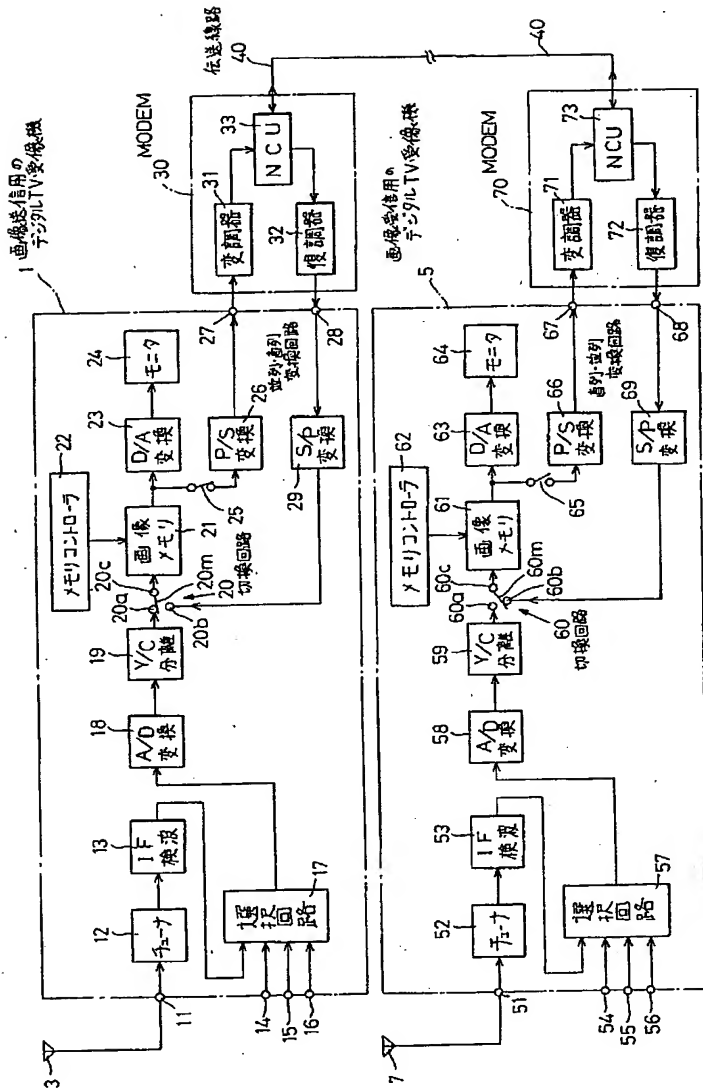 1 画像送信用の
デジタルTV受像機
3
11
12
チューナ
13
IF
検波
14
15
16
17
選択回路
18
A/D
変換
19
Y/C
分離
20a
20c
20m
20b
20
切換回路
21
画像
メモリ
22
メモリコントローラ
23
D/A
変換
24
モニタ
25
26
P/S
変換
並列・直列
変換回路
27
28
29
S/P
変換
MODEM
30
31
変調器
32
復調器
33
NCU
伝送線路
40
40
画像受信用の
デジタルTV受像機
5
7
51
52
チューナ
53
IF
検波
54
55
56
57
選択回路
58
A/D
変換
59
Y/C
分離
60a
60c
60m
60b
60
切換回路
61
画像
メモリ
62
メモリコントローラ
63
D/A
変換
64
モニタ
65
66
P/S
変換
直列・並列
変換回路
67
68
69
S/P
変換
MODEM
70
71
変調器
72
復調器
73
NCU